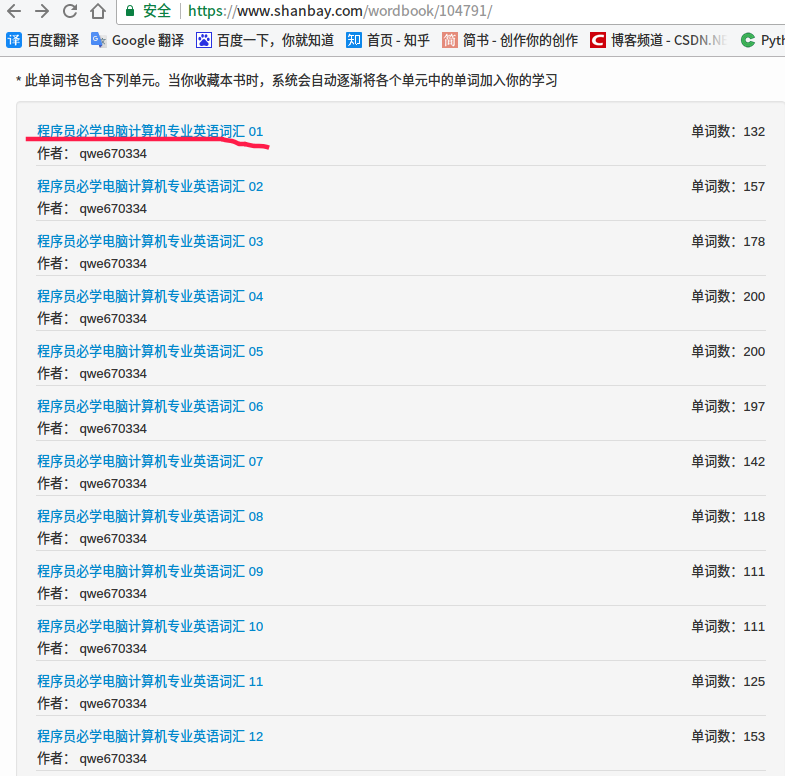 安全 https://www.shanbay.com/wordbook/104791/
译 百度翻译 Google 翻译 百度一下，你就知道 知 首页 - 知乎 简 简书 - 创作你的创作 C 博客频道 - CSDN.NE Pyth
* 此单词书包含下列单元。当你收藏本书时，系统会自动逐渐将各个单元中的单词加入你的学习
程序员必学电脑计算机专业英语词汇 01 单词数：132
作者： qwe670334
程序员必学电脑计算机专业英语词汇 02 单词数：157
作者： qwe670334
程序员必学电脑计算机专业英语词汇 03 单词数：178
作者： qwe670334
程序员必学电脑计算机专业英语词汇 04 单词数：200
作者： qwe670334
程序员必学电脑计算机专业英语词汇 05 单词数：200
作者： qwe670334
程序员必学电脑计算机专业英语词汇 06 单词数：197
作者： qwe670334
程序员必学电脑计算机专业英语词汇 07 单词数：142
作者： qwe670334
程序员必学电脑计算机专业英语词汇 08 单词数：118
作者： qwe670334
程序员必学电脑计算机专业英语词汇 09 单词数：111
作者： qwe670334
程序员必学电脑计算机专业英语词汇 10 单词数：111
作者： qwe670334
程序员必学电脑计算机专业英语词汇 11 单词数：125
作者： qwe670334
程序员必学电脑计算机专业英语词汇 12 单词数：153
作者： qwe670334